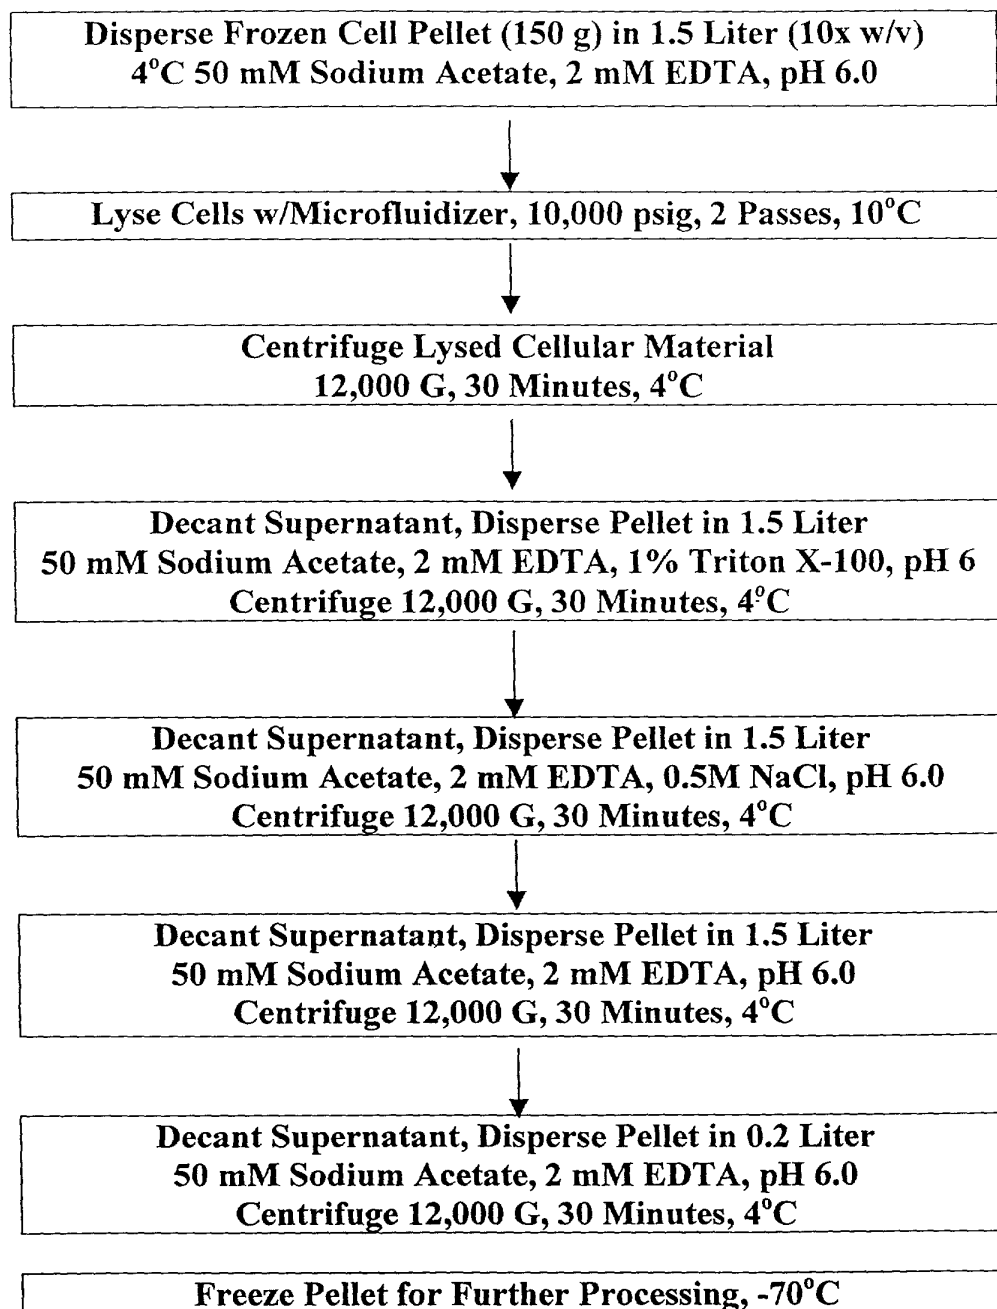 Disperse Frozen Cell Pellet (150 g) in 1.5 Liter (10x w/v)
4°C 50 mM Sodium Acetate, 2 mM EDTA, pH 6.0
Lyse Cells w/Microfluidizer, 10,000 psig, 2 Passes, 10°C
Centrifuge Lysed Cellular Material
12,000 G, 30 Minutes, 4°C
Decant Supernatant, Disperse Pellet in 1.5 Liter
50 mM Sodium Acetate, 2 mM EDTA, 1% Triton X-100, pH 6
Centrifuge 12,000 G, 30 Minutes, 4°C
Decant Supernatant, Disperse Pellet in 1.5 Liter
50 mM Sodium Acetate, 2 mM EDTA, 0.5M NaCl, pH 6.0
Centrifuge 12,000 G, 30 Minutes, 4°C
Decant Supernatant, Disperse Pellet in 1.5 Liter
50 mM Sodium Acetate, 2 mM EDTA, pH 6.0
Centrifuge 12,000 G, 30 Minutes, 4°C
Decant Supernatant, Disperse Pellet in 0.2 Liter
50 mM Sodium Acetate, 2 mM EDTA, pH 6.0
Centrifuge 12,000 G, 30 Minutes, 4°C
Freeze Pellet for Further Processing, -70°C